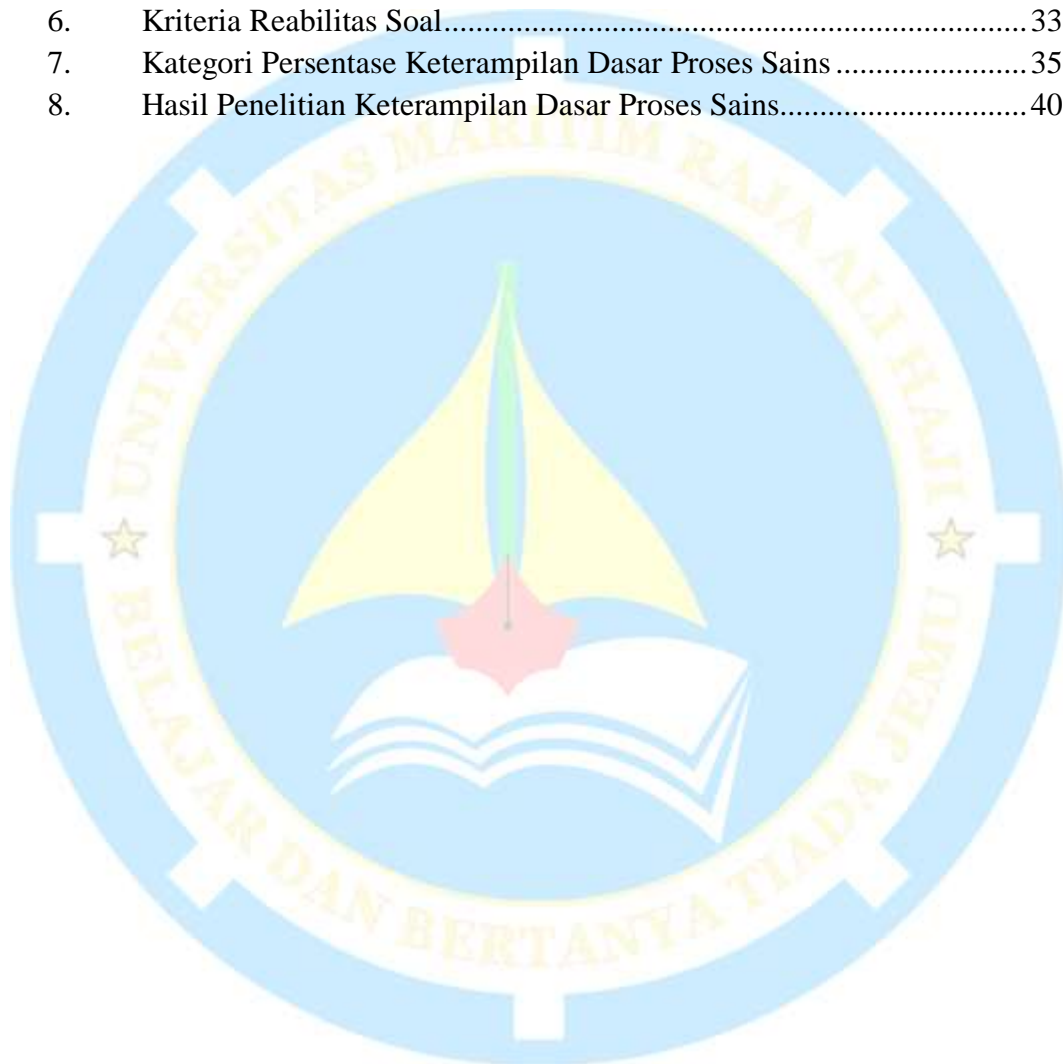 6. Kriteria Reabilitas Soal........................................................................ 33
7. Kategori Persentase Keterampilan Dasar Proses Sains ....................... 35
8. Hasil Penelitian Keterampilan Dasar Proses Sains............................. 40
UNIVERSITAS MARITIM RAJA ALI HAJI
BELAJAR DAN BERTANYA TIADA JEMU